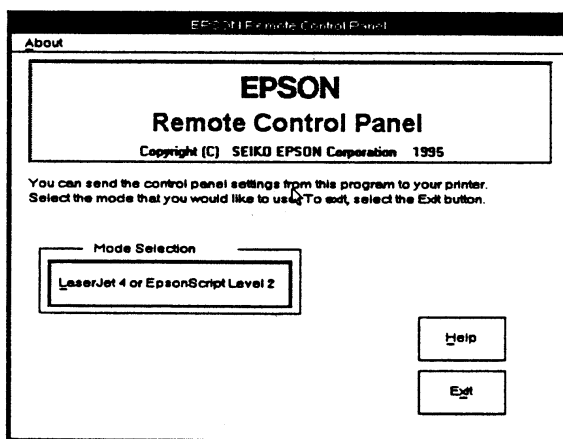 EPSON Remote Control Panel
About
EPSON
Remote Control Panel
Copyright (C) SEIKO EPSON Corporation 1995
You can send the control panel settings from this program to your printer.
Select the mode that you would like to use. To exit, select the Exit button.
Mode Selection
LaserJet 4 or EpsonScript Level 2
Help
Exit